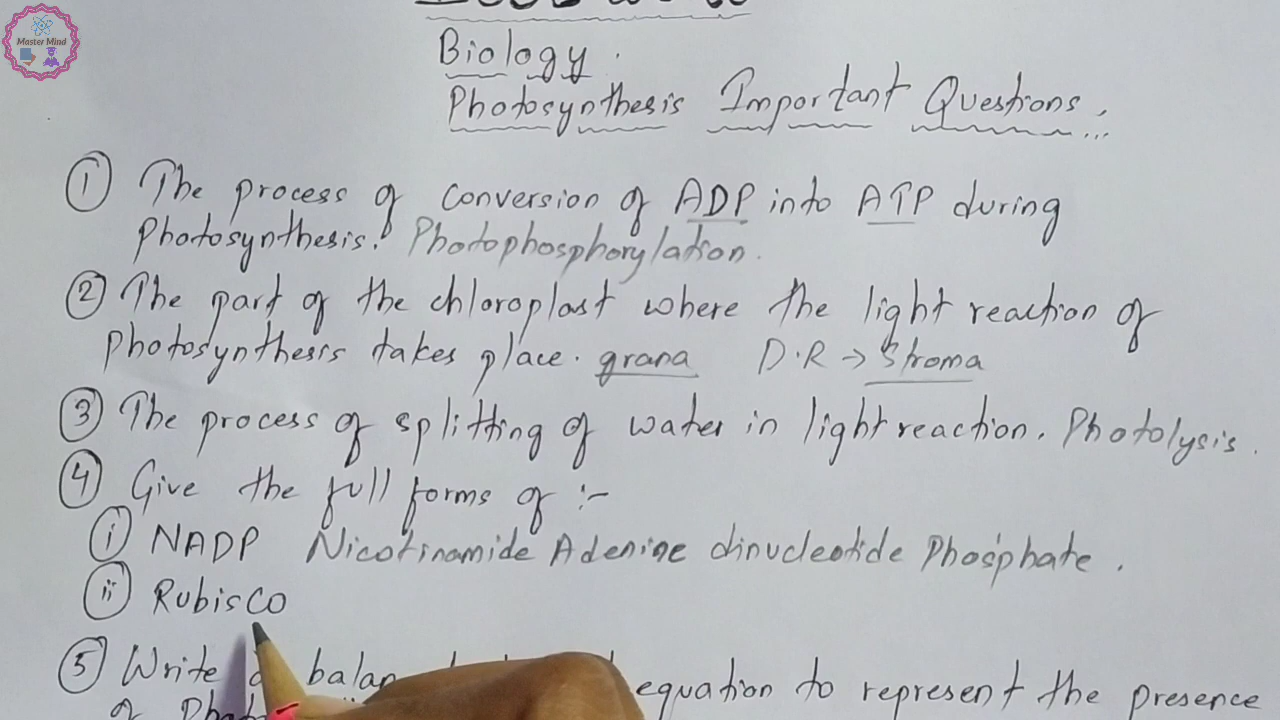 Master Mind
Biology.
Photosynthesis Important Questions.
① The process of conversion of ADP into ATP during
Photosynthesis. Photophosphorylation.
② The part of the chloroplast where the light reaction of
Photosynthesis takes place. grana D.R → Stroma
③ The process of splitting of water in light reaction. Photolysis.
④ Give the full forms of :-
ⓘ NADP Nicotinamide Adenine dinucleotide Phosphate.
ⓘⓘ RubisCO
⑤ Write equation to represent the presence
of